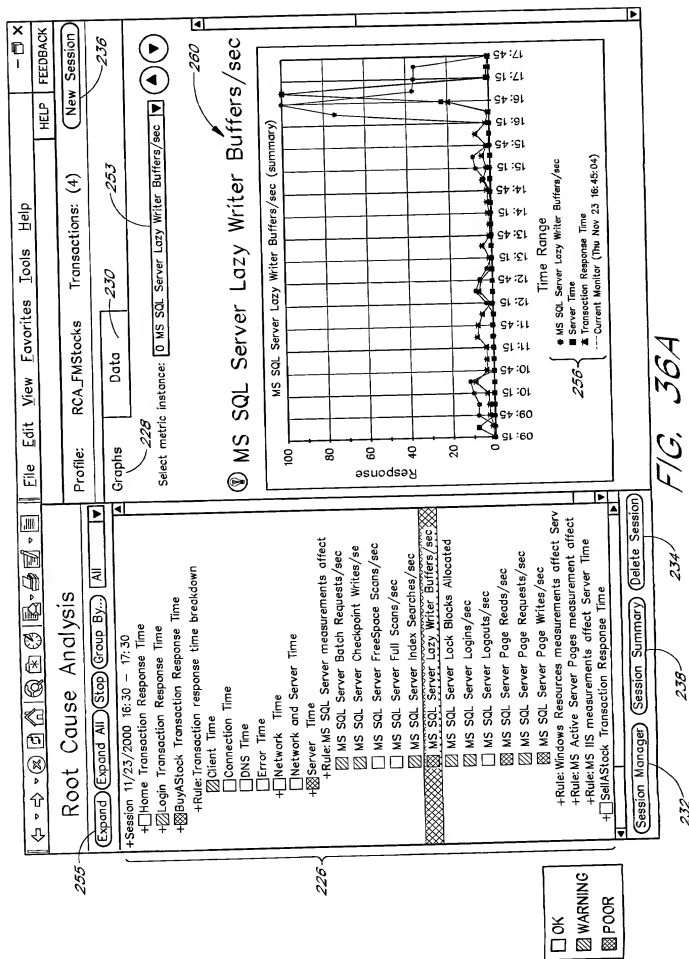 File Edit View Favorites Tools Help
Root Cause Analysis
255
Expand
Expand All
Stop
Group By...
All
+Session 11/23/2000 16:30 - 17:30
+Home Transaction Response Time
+Login Transaction Response Time
+BuyAStock Transaction Response Time
+Rule: Transaction response time breakdown
Client Time
Connection Time
DNS Time
Error Time
+Network Time
Network and Server Time
+Server Time
+Rule: MS SQL Server measurements affect
MS SQL Server Batch Requests/sec
MS SQL Server Checkpoint Writes/se
MS SQL Server FreeSpace Scans/sec
MS SQL Server Full Scans/sec
MS SQL Server Index Searches/sec
MS SQL Server Lazy Writer Buffers/sec
MS SQL Server Lock Blocks Allocated
MS SQL Server Logins/sec
MS SQL Server Logouts/sec
MS SQL Server Page Reads/sec
MS SQL Server Page Requests/sec
MS SQL Server Page Writes/sec
+Rule: Windows Resources measurements affect Serv
+Rule: MS Active Server Pages measurement affect
+Rule: MS IIS measurements affect Server Time
+SellAStock Transaction Response Time
226
Session Manager
Session Summary
Delete Session
232
238
234
HELP
FEEDBACK
Profile: RCA_FMStocks Transactions: (4)
New Session
236
Graphs
228
Data
230
253
Select metric instance:
0 MS SQL Server Lazy Writer Buffers/sec
MS SQL Server Lazy Writer Buffers/sec
260
MS SQL Server Lazy Writer Buffers/sec (summary)
Response
100
80
60
40
20
0
09:15
09:45
10:15
10:45
11:15
11:45
12:15
12:45
13:15
13:45
14:15
14:45
15:15
15:45
16:15
16:45
17:15
17:45
Time Range
256
MS SQL Server Lazy Writer Buffers/sec
Server Time
Transaction Response Time
---Current Monitor (Thu Nov 23 16:45:04)
OK
WARNING
POOR
FIG. 36A